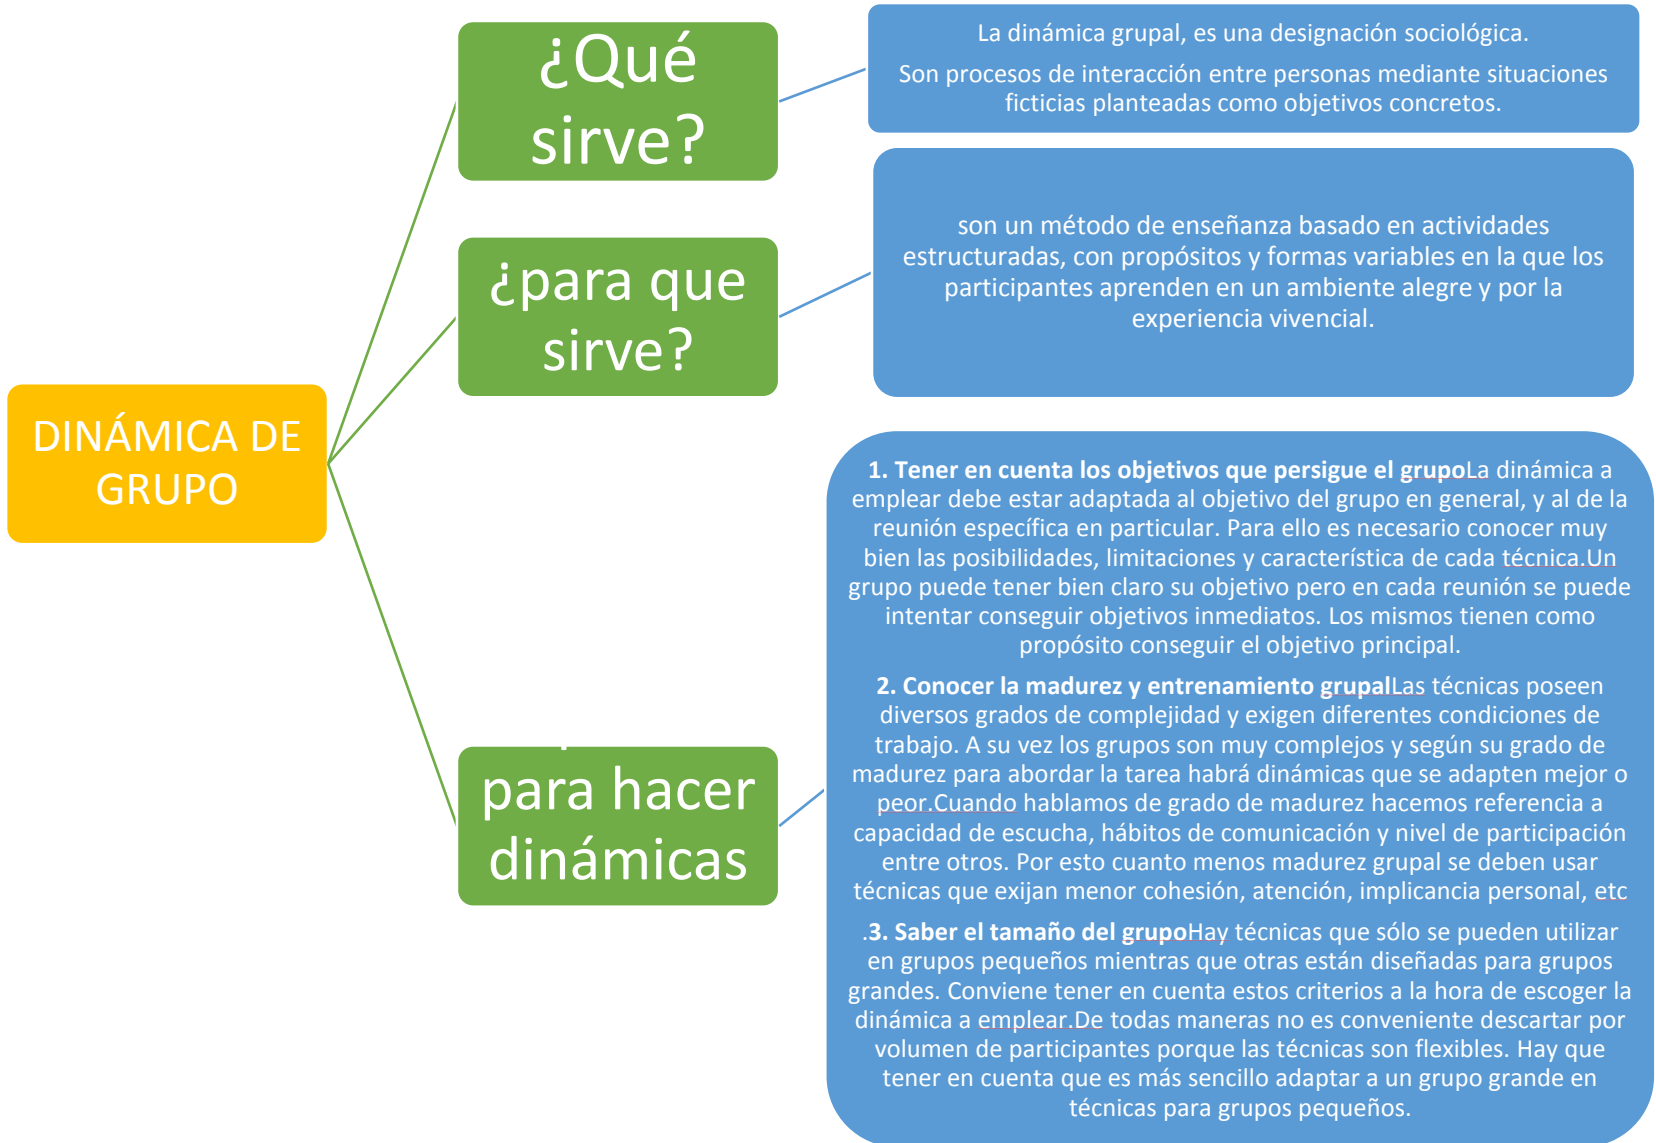 DINÁMICA DE
GRUPO
¿Qué
sirve?
La dinámica grupal, es una designación sociológica.
Son procesos de interacción entre personas mediante situaciones
ficticias planteadas como objetivos concretos.
¿para que
sirve?
son un método de enseñanza basado en actividades
estructuradas, con propósitos y formas variables en la que los
participantes aprenden en un ambiente alegre y por la
experiencia vivencial.
para hacer
dinámicas
1. Tener en cuenta los objetivos que persigue el grupoLa dinámica a
emplear debe estar adaptada al objetivo del grupo en general, y al de la
reunión específica en particular. Para ello es necesario conocer muy
bien las posibilidades, limitaciones y característica de cada técnica.Un
grupo puede tener bien claro su objetivo pero en cada reunión se puede
intentar conseguir objetivos inmediatos. Los mismos tienen como
propósito conseguir el objetivo principal.
2. Conocer la madurez y entrenamiento grupalLas técnicas poseen
diversos grados de complejidad y exigen diferentes condiciones de
trabajo. A su vez los grupos son muy complejos y según su grado de
madurez para abordar la tarea habrá dinámicas que se adapten mejor o
peor.Cuando hablamos de grado de madurez hacemos referencia a
capacidad de escucha, hábitos de comunicación y nivel de participación
entre otros. Por esto cuanto menos madurez grupal se deben usar
técnicas que exijan menor cohesión, atención, implicancia personal, etc
.3. Saber el tamaño del grupoHay técnicas que sólo se pueden utilizar
en grupos pequeños mientras que otras están diseñadas para grupos
grandes. Conviene tener en cuenta estos criterios a la hora de escoger la
dinámica a emplear.De todas maneras no es conveniente descartar por
volumen de participantes porque las técnicas son flexibles. Hay que
tener en cuenta que es más sencillo adaptar a un grupo grande en
técnicas para grupos pequeños.